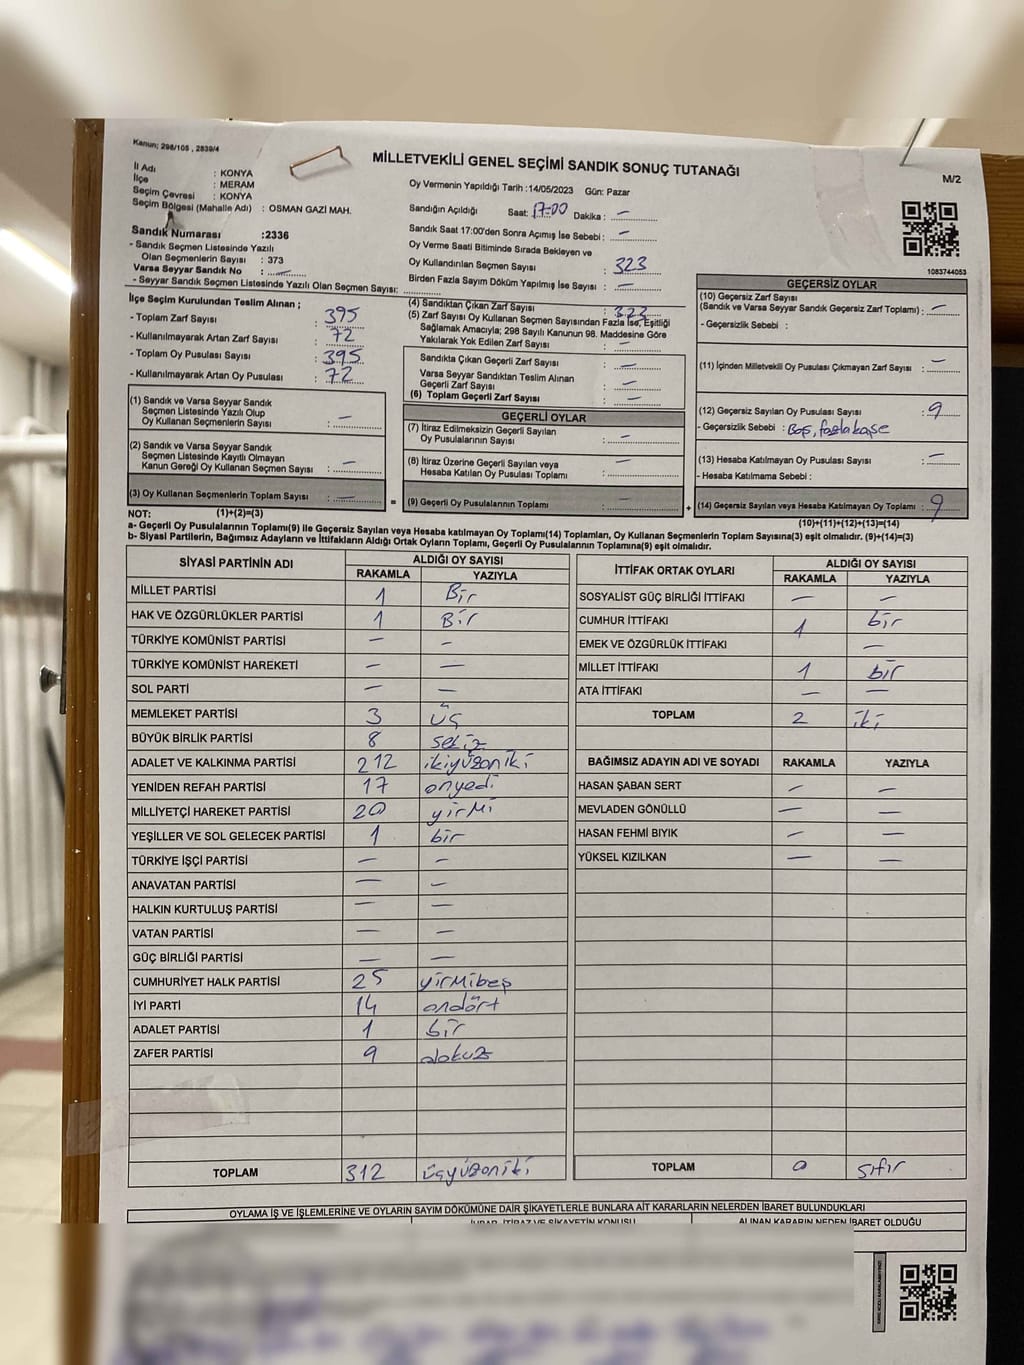 Kanun; 298/105 , 2839/4
MİLLETVEKİLİ GENEL SEÇİMİ SANDIK SONUÇ TUTANAĞI
M/2
İl Adı : KONYA
İlçe : MERAM
Seçim Çevresi : KONYA
Seçim Bölgesi (Mahalle Adı) : OSMAN GAZİ MAH.
Sandık Numarası :2336
- Sandık Seçmen Listesinde Yazılı
Olan Seçmenlerin Sayısı : 373
Varsa Seyyar Sandık No : —
- Seyyar Sandık Seçmen Listesinde Yazılı Olan Seçmen Sayısı:
Oy Vermenin Yapıldığı Tarih :14/05/2023 Gün: Pazar
Sandığın Açıldığı Saat: 17:00 Dakika : —
Sandık Saat 17:00'den Sonra Açımış İse Sebebi : —
Oy Verme Saati Bitiminde Sırada Bekleyen ve
Oy Kullandırılan Seçmen Sayısı : 323
Birden Fazla Sayım Döküm Yapılmış İse Sayısı : —
1083744053
İlçe Seçim Kurulundan Teslim Alınan ;
- Toplam Zarf Sayısı : 395
- Kullanılmayarak Artan Zarf Sayısı : 72
- Toplam Oy Pusulası Sayısı : 395
- Kullanılmayarak Artan Oy Pusulası : 72
(4) Sandıktan Çıkan Zarf Sayısı : 323
(5) Zarf Sayısı Oy Kullanan Seçmen Sayısından Fazla İse, Eşitliği
Sağlamak Amacıyla; 298 Sayılı Kanunun 98. Maddesine Göre
Yakılarak Yok Edilen Zarf Sayısı : —
Sandıkta Çıkan Geçerli Zarf Sayısı : —
Varsa Seyyar Sandıktan Teslim Alınan
Geçerli Zarf Sayısı : —
(6) Toplam Geçerli Zarf Sayısı : —
GEÇERSİZ OYLAR
(10) Geçersiz Zarf Sayısı
(Sandık ve Varsa Seyyar Sandık Geçersiz Zarf Toplamı) : —
- Geçersizlik Sebebi :
(11) İçinden Milletvekili Oy Pusulası Çıkmayan Zarf Sayısı : —
(12) Geçersiz Sayılan Oy Pusulası Sayısı : 9
- Geçersizlik Sebebi : Boş, fazla kaşe
(13) Hesaba Katılmayan Oy Pusulası Sayısı : —
- Hesaba Katılmama Sebebi :
(14) Geçersiz Sayılan veya Hesaba Katılmayan Oy Toplamı : 9
(10)+(11)+(12)+(13)=(14)
(1) Sandık ve Varsa Seyyar Sandık
Seçmen Listesinde Yazılı Olup
Oy Kullanan Seçmenlerin Sayısı : —
(2) Sandık ve Varsa Seyyar Sandık
Seçmen Listesinde Kayıtlı Olmayan
Kanun Gereği Oy Kullanan Seçmen Sayısı : —
(3) Oy Kullanan Seçmenlerin Toplam Sayısı : —
=
GEÇERLİ OYLAR
(7) İtiraz Edilmeksizin Geçerli Sayılan
Oy Pusulalarının Sayısı : —
(8) İtiraz Üzerine Geçerli Sayılan veya
Hesaba Katılan Oy Pusulası Toplamı : —
(9) Geçerli Oy Pusulalarının Toplamı : —
+
NOT: (1)+(2)=(3)
a- Geçerli Oy Pusulalarının Toplamı(9) ile Geçersiz Sayılan veya Hesaba katılmayan Oy Toplamı(14) Toplamları, Oy Kullanan Seçmenlerin Toplam Sayısına(3) eşit olmalıdır. (9)+(14)=(3)
b- Siyasi Partilerin, Bağımsız Adayların ve İttifakların Aldığı Ortak Oyların Toplamı, Geçerli Oy Pusulalarının Toplamına(9) eşit olmalıdır.
SİYASİ PARTİNİN ADI ALDIĞI OY SAYISI
RAKAMLA YAZIYLA
MİLLET PARTİSİ 1 Bir
HAK VE ÖZGÜRLÜKLER PARTİSİ 1 Bir
TÜRKİYE KOMÜNİST PARTİSİ — —
TÜRKİYE KOMÜNİST HAREKETİ — —
SOL PARTİ — —
MEMLEKET PARTİSİ 3 üç
BÜYÜK BİRLİK PARTİSİ 8 sekiz
ADALET VE KALKINMA PARTİSİ 212 ikiyüzoniki
YENİDEN REFAH PARTİSİ 17 onyedi
MİLLİYETÇİ HAREKET PARTİSİ 20 yirmi
YEŞİLLER VE SOL GELECEK PARTİSİ 1 bir
TÜRKİYE İŞÇİ PARTİSİ — —
ANAVATAN PARTİSİ — —
HALKIN KURTULUŞ PARTİSİ — —
VATAN PARTİSİ — —
GÜÇ BİRLİĞİ PARTİSİ — —
CUMHURİYET HALK PARTİSİ 25 yirmibeş
İYİ PARTİ 14 ondört
ADALET PARTİSİ 1 bir
ZAFER PARTİSİ 9 dokuz
TOPLAM 312 üçyüzoniki
İTTİFAK ORTAK OYLARI ALDIĞI OY SAYISI
RAKAMLA YAZIYLA
SOSYALİST GÜÇ BİRLİĞİ İTTİFAKI — —
CUMHUR İTTİFAKI 1 bir
EMEK VE ÖZGÜRLÜK İTTİFAKI —
MİLLET İTTİFAKI 1 bir
ATA İTTİFAKI — —
TOPLAM 2 iki
BAĞIMSIZ ADAYIN ADI VE SOYADI RAKAMLA YAZIYLA
HASAN ŞABAN SERT — —
MEVLADEN GÖNÜLLÜ — —
HASAN FEHMİ BIYIK — —
YÜKSEL KIZILKAN — —
TOPLAM 0 sıfır
OYLAMA İŞ VE İŞLEMLERİNE VE OYLARIN SAYIM DÖKÜMÜNE DAİR ŞİKAYETLERLE BUNLARA AİT KARARLARIN NELERDEN İBARET BULUNDUKLARI
İHBAR, İTİRAZ VE ŞİKAYETİN KONUSU ALINAN KARARIN NEDEN İBARET OLDUĞU